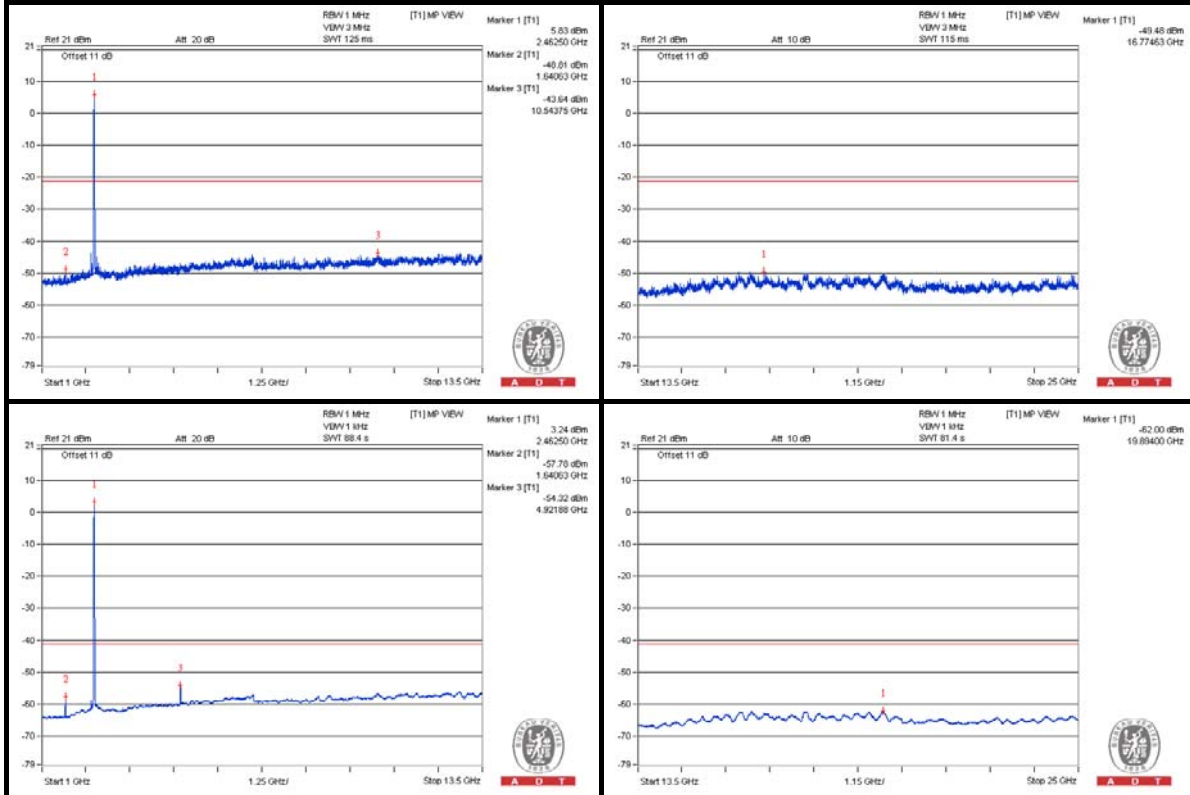 RBW 1 MHz [T1] MP VIEW
VBW 3 MHz
Ref 21 dBm Att 20 dB SWT 125 ms
Offset 11 dB
Marker 1 [T1]
5.83 dBm
2.46250 GHz
Marker 2 [T1]
-48.81 dBm
1.64063 GHz
Marker 3 [T1]
-43.64 dBm
10.54375 GHz
21
10
0
-10
-20
-30
-40
-50
-60
-70
-79
1
2
3
Start 1 GHz 1.25 GHz/ Stop 13.5 GHz
BUREAU VERITAS
1828
A D T
RBW 1 MHz [T1] MP VIEW
VBW 3 MHz
Ref 21 dBm Att 10 dB SWT 115 ms
Offset 11 dB
Marker 1 [T1]
-49.48 dBm
16.77463 GHz
21
10
0
-10
-20
-30
-40
-50
-60
-70
-79
1
Start 13.5 GHz 1.15 GHz/ Stop 25 GHz
BUREAU VERITAS
1828
A D T
RBW 1 MHz [T1] MP VIEW
VBW 1 kHz
Ref 21 dBm Att 20 dB SWT 88.4 s
Offset 11 dB
Marker 1 [T1]
3.24 dBm
2.46250 GHz
Marker 2 [T1]
-57.78 dBm
1.64063 GHz
Marker 3 [T1]
-54.32 dBm
4.92188 GHz
21
10
0
-10
-20
-30
-40
-50
-60
-70
-79
1
2
3
Start 1 GHz 1.25 GHz/ Stop 13.5 GHz
BUREAU VERITAS
1828
A D T
RBW 1 MHz [T1] MP VIEW
VBW 1 kHz
Ref 21 dBm Att 10 dB SWT 81.4 s
Offset 11 dB
Marker 1 [T1]
-62.00 dBm
19.89400 GHz
21
10
0
-10
-20
-30
-40
-50
-60
-70
-79
1
Start 13.5 GHz 1.15 GHz/ Stop 25 GHz
BUREAU VERITAS
1828
A D T